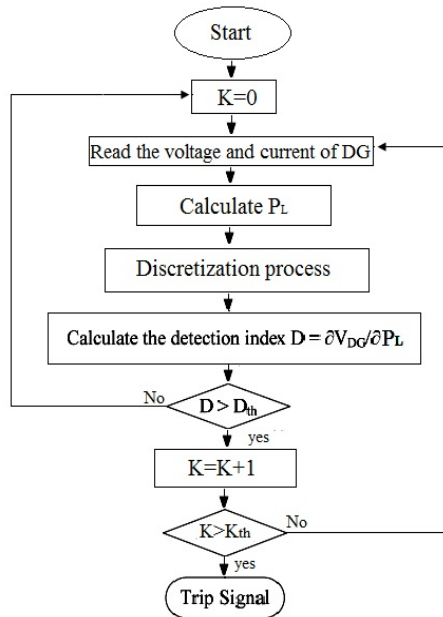 Start
K=0
Read the voltage and current of DG
Calculate PL
Discretization process
Calculate the detection index D = ∂VDG/∂PL
No
D > Dth
yes
K=K+1
K>Kth
No
yes
Trip Signal